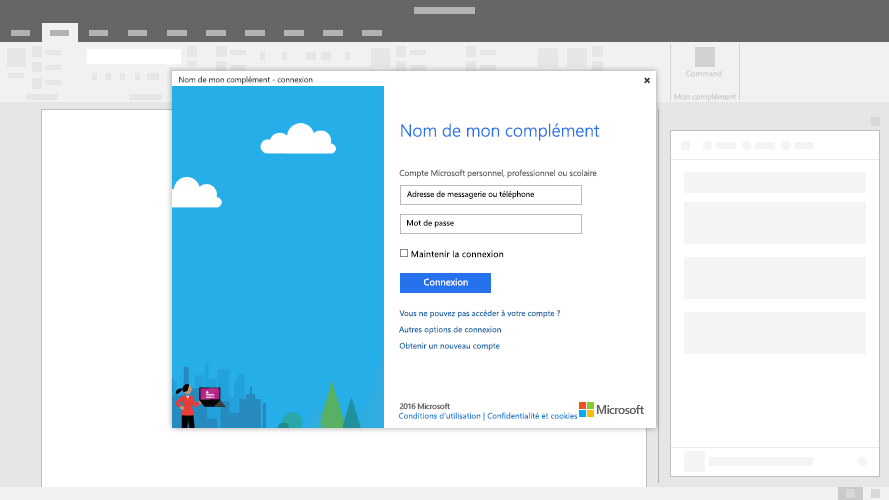 Command
Mon complément
Nom de mon complément - connexion
Nom de mon complément
Compte Microsoft personnel, professionnel ou scolaire
Adresse de messagerie ou téléphone
Mot de passe
Maintenir la connexion
Connexion
Vous ne pouvez pas accéder à votre compte ?
Autres options de connexion
Obtenir un nouveau compte
2016 Microsoft
Conditions d'utilisation | Confidentialité et cookies
Microsoft